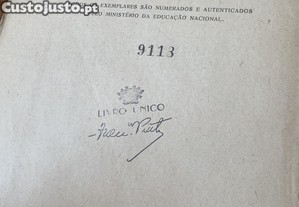 custojusto.pt
EXEMPLARES SÃO NUMERADOS E AUTENTICADOS
MINISTÉRIO DA EDUCAÇÃO NACIONAL.
9113
LIVRO ÚNICO